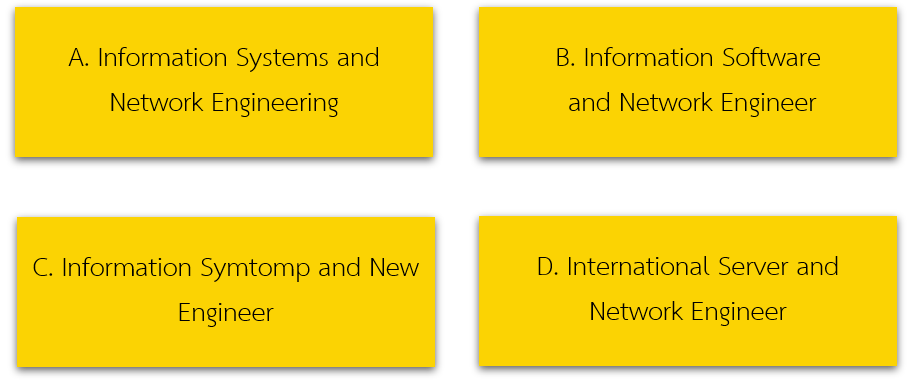 A. Information Systems and
Network Engineering
B. Information Software
and Network Engineer
C. Information Symtomp and New
Engineer
D. International Server and
Network Engineer